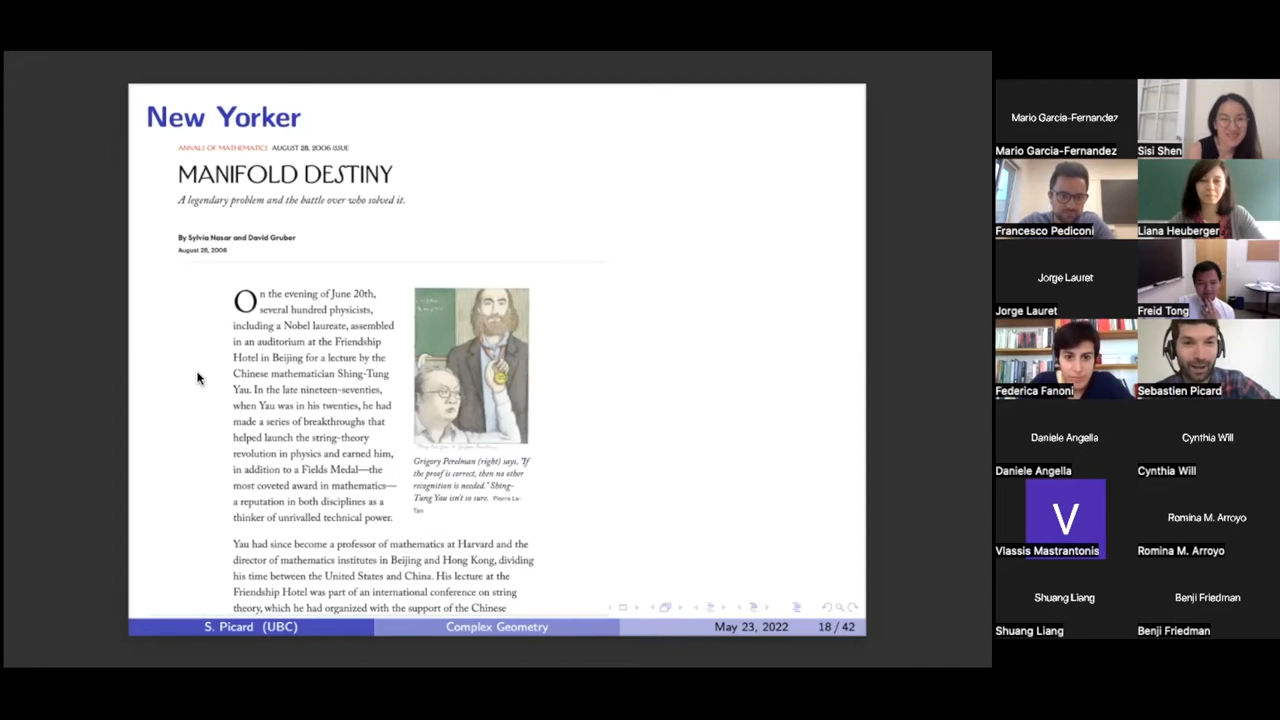 New Yorker
ANNALS OF MATHEMATICS AUGUST 28, 2006 ISSUE
MANIFOLD DESTINY
A legendary problem and the battle over who solved it.
By Sylvia Nasar and David Gruber
August 28, 2006
On the evening of June 20th,
several hundred physicists,
including a Nobel laureate, assembled
in an auditorium at the Friendship
Hotel in Beijing for a lecture by the
Chinese mathematician Shing-Tung
Yau. In the late nineteen-seventies,
when Yau was in his twenties, he had
made a series of breakthroughs that
helped launch the string-theory
revolution in physics and earned him,
in addition to a Fields Medal—the
most coveted award in mathematics—
a reputation in both disciplines as a
thinker of unrivalled technical power.
Grigory Perelman (right) says, "If
the proof is correct, then no other
recognition is needed." Shing-
Tung Yau isn't so sure. Pierre Le-
Tan
Yau had since become a professor of mathematics at Harvard and the
director of mathematics institutes in Beijing and Hong Kong, dividing
his time between the United States and China. His lecture at the
Friendship Hotel was part of an international conference on string
theory, which he had organized with the support of the Chinese
S. Picard (UBC)
Complex Geometry
May 23, 2022
18 / 42
Mario Garcia-Fernandez
Mario Garcia-Fernandez
Sisi Shen
Francesco Pediconi
Liana Heuberger
Jorge Lauret
Jorge Lauret
Freid Tong
Federica Fanoni
Sebastien Picard
Daniele Angella
Cynthia Will
Daniele Angella
Cynthia Will
V
Romina M. Arroyo
Vlassis Mastrantonis
Romina M. Arroyo
Shuang Liang
Benji Friedman
Shuang Liang
Benji Friedman